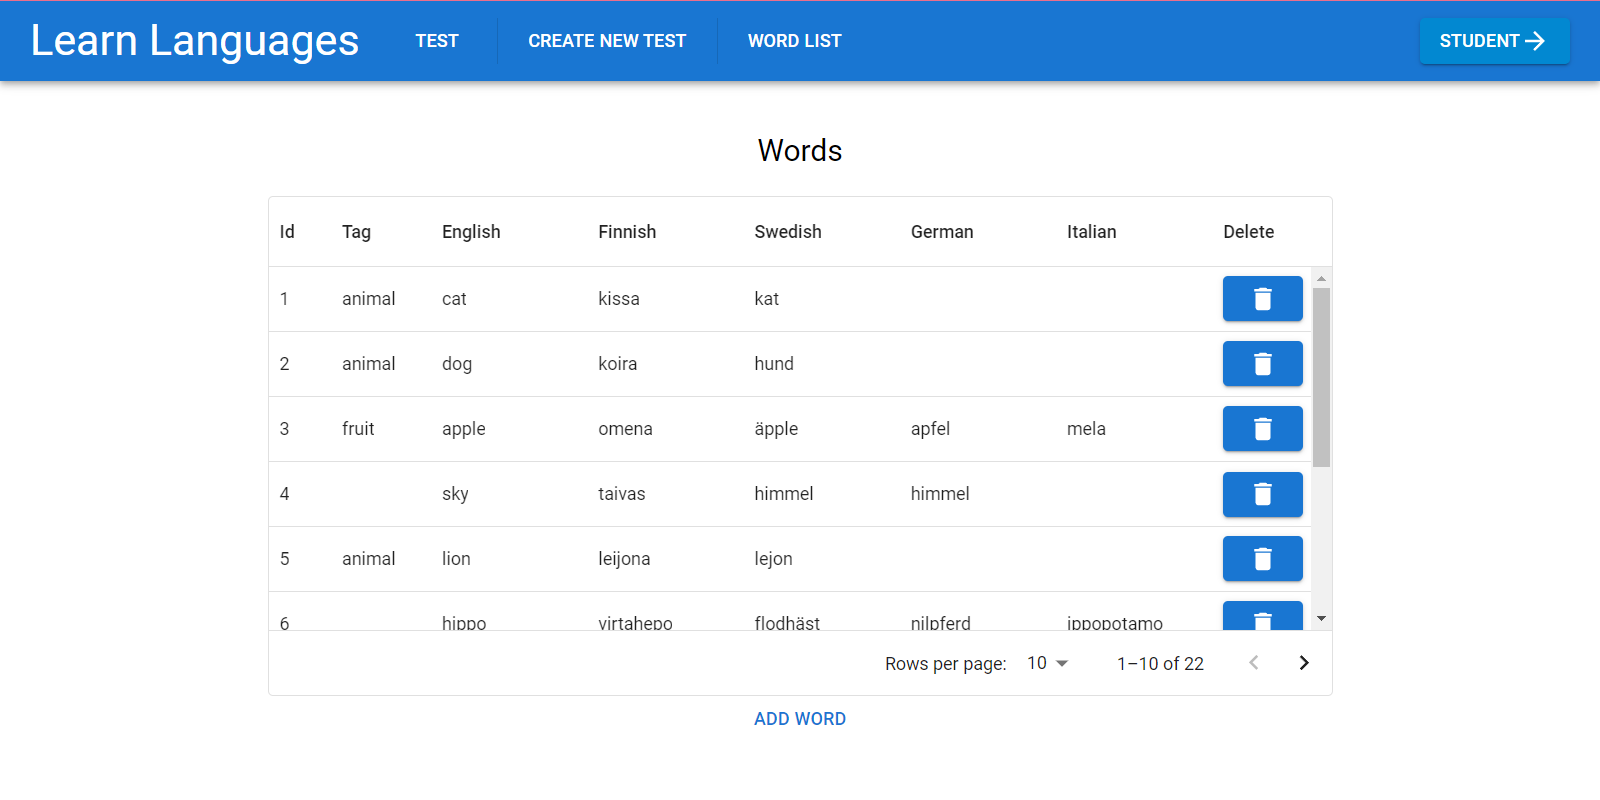 Learn Languages TEST CREATE NEW TEST WORD LIST STUDENT
Words
Id Tag English Finnish Swedish German Italian Delete
1 animal cat kissa kat
2 animal dog koira hund
3 fruit apple omena äpple apfel mela
4 sky taivas himmel himmel
5 animal lion leijona lejon
6 hippo virtahepo flodhäst nilpferd ippopotamo
Rows per page: 10 1–10 of 22
ADD WORD